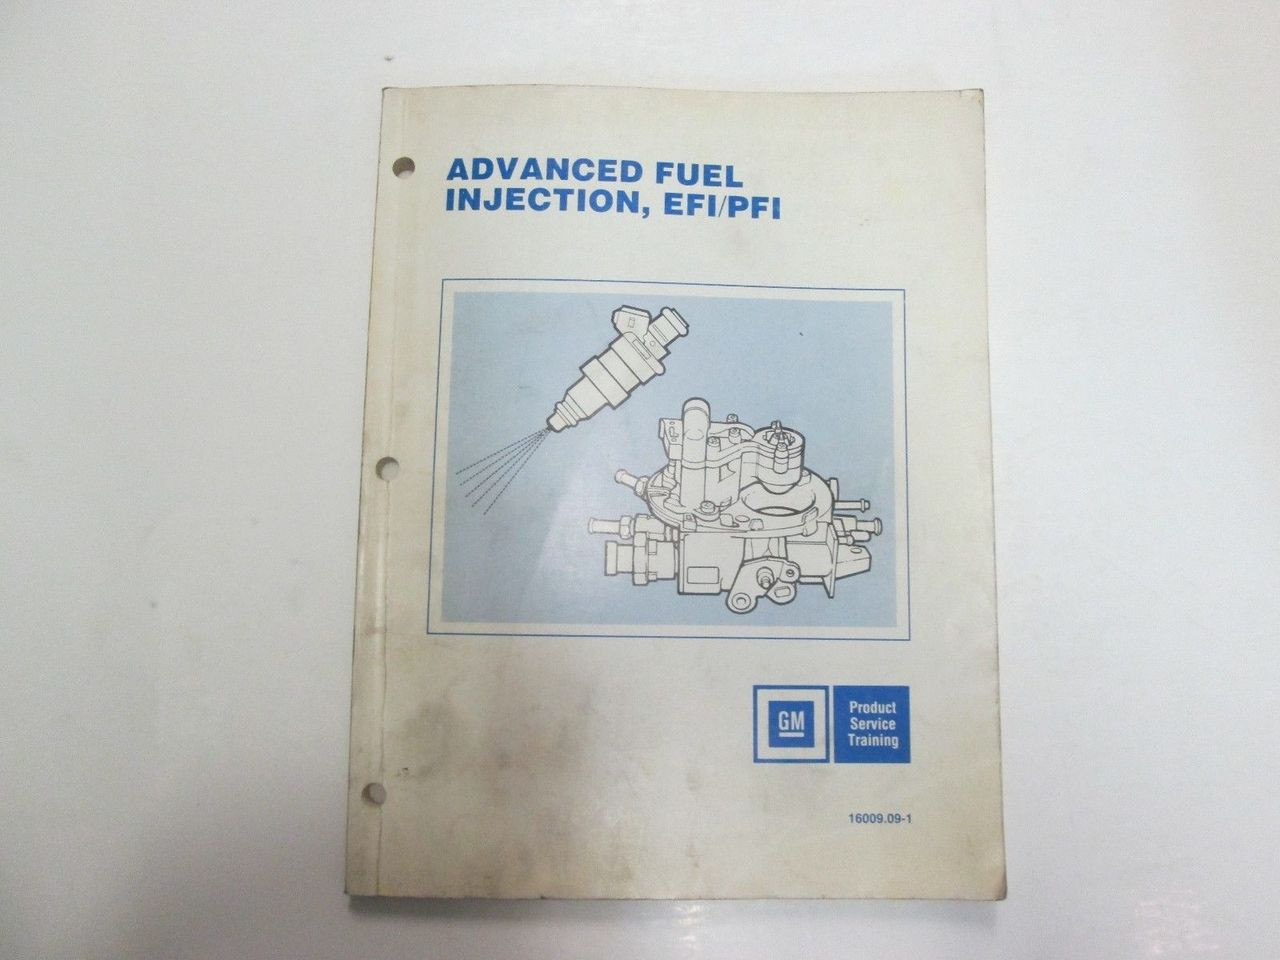 ADVANCED FUEL
INJECTION, EFI/PFI
GM
Product
Service
Training
16009.09-1